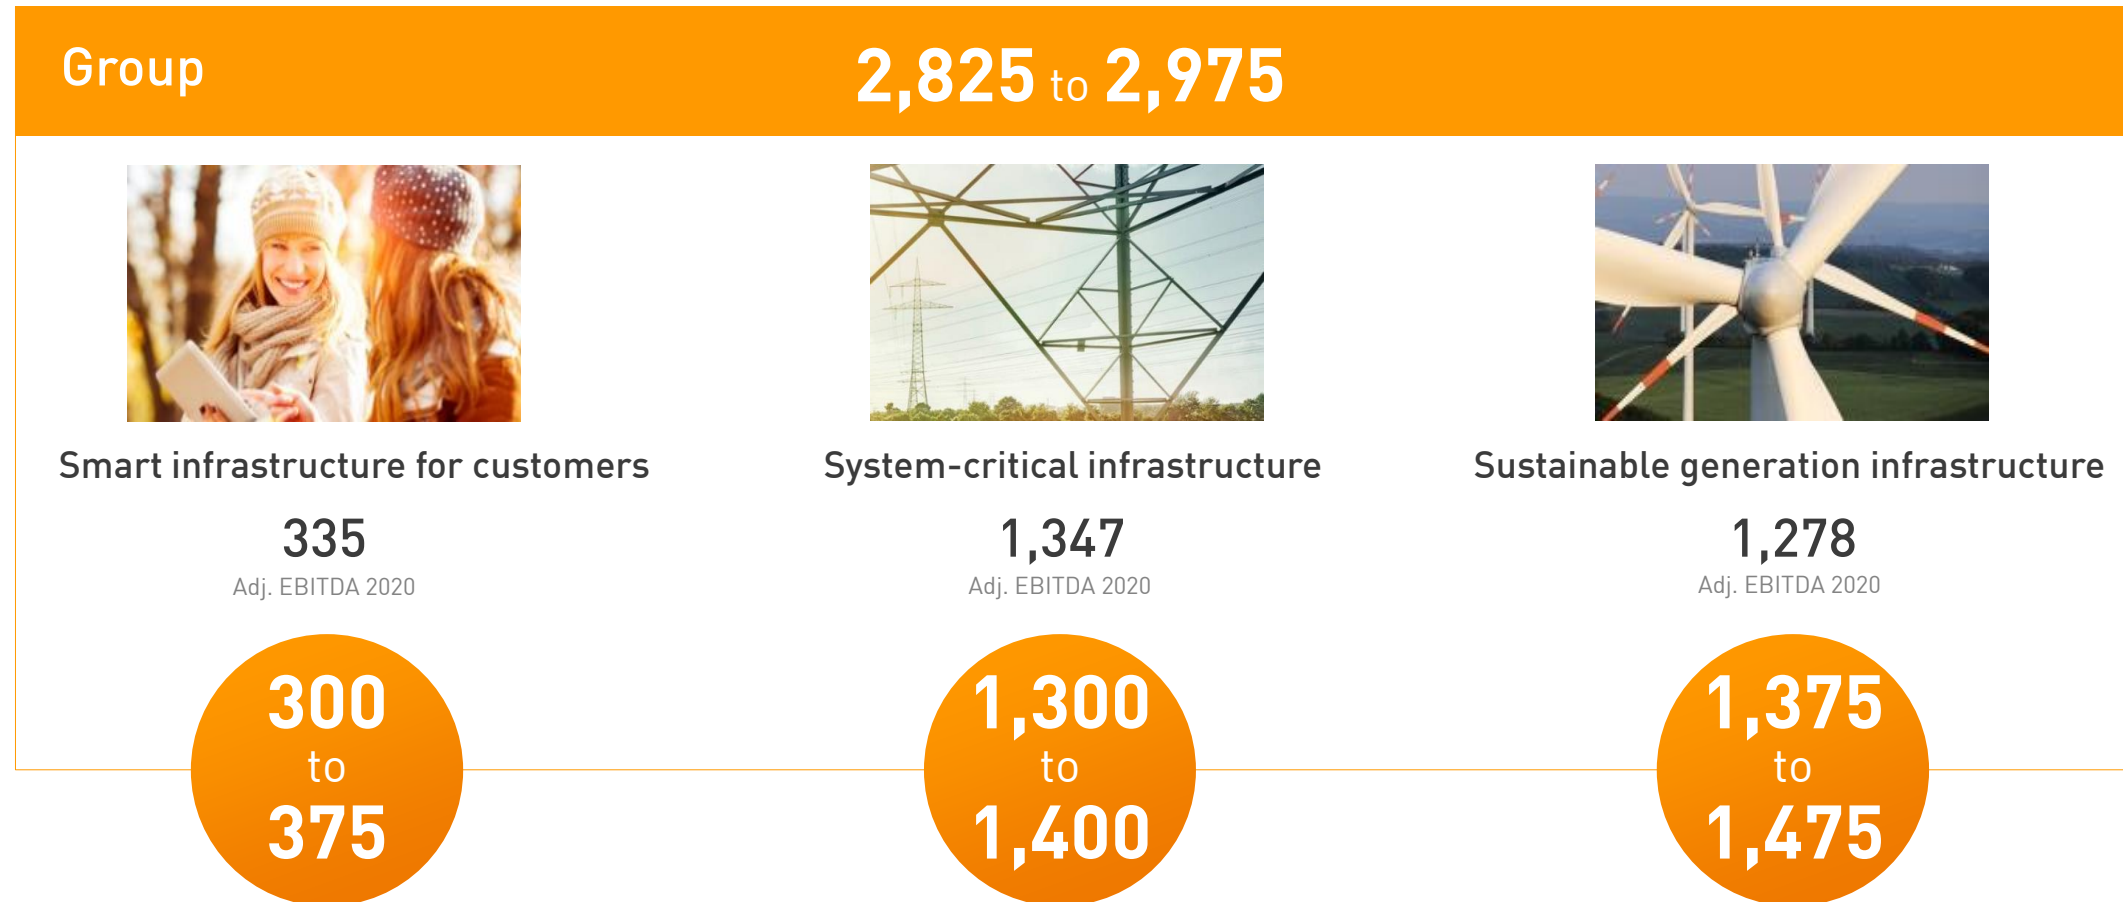 Group
2,825 to 2,975
Smart infrastructure for customers
335
Adj. EBITDA 2020
300
to
375
System-critical infrastructure
1,347
Adj. EBITDA 2020
1,300
to
1,400
Sustainable generation infrastructure
1,278
Adj. EBITDA 2020
1,375
to
1,475